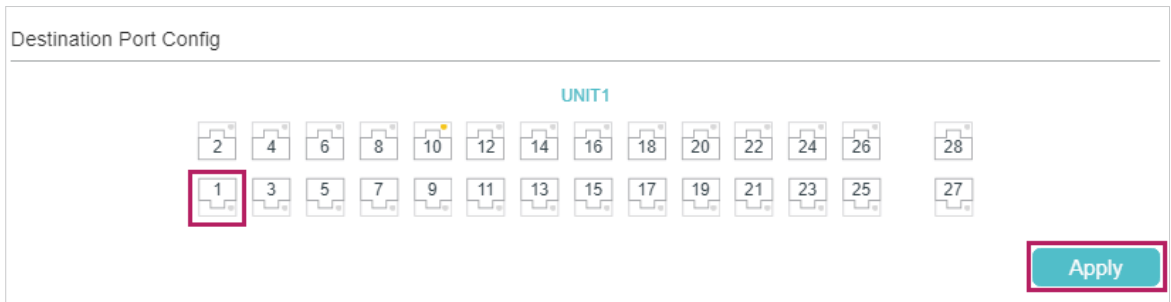 Destination Port Config
UNIT1
2 4 6 8 10 12 14 16 18 20 22 24 26 28
1 3 5 7 9 11 13 15 17 19 21 23 25 27
Apply